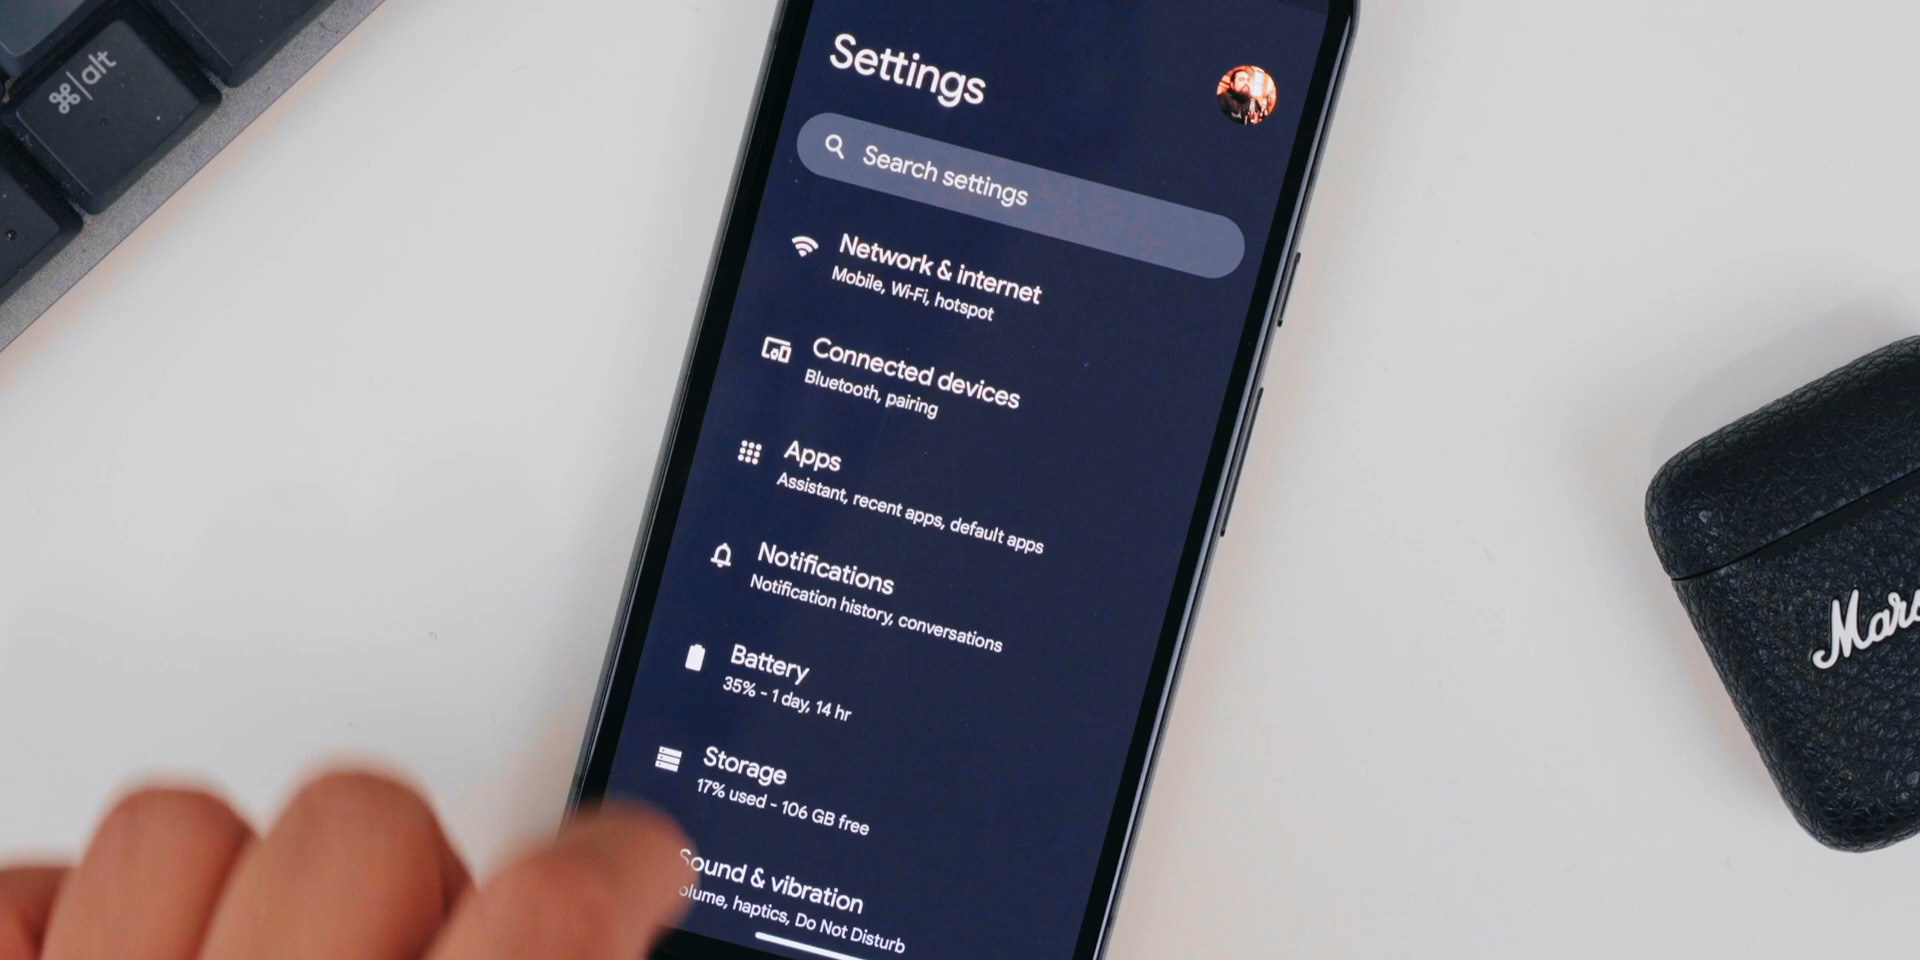 ⌘|alt
Settings
Search settings
Network & internet
Mobile, Wi-Fi, hotspot
Connected devices
Bluetooth, pairing
Apps
Assistant, recent apps, default apps
Notifications
Notification history, conversations
Battery
35% - 1 day, 14 hr
Storage
17% used - 106 GB free
Sound & vibration
olume, haptics, Do Not Disturb
Mars